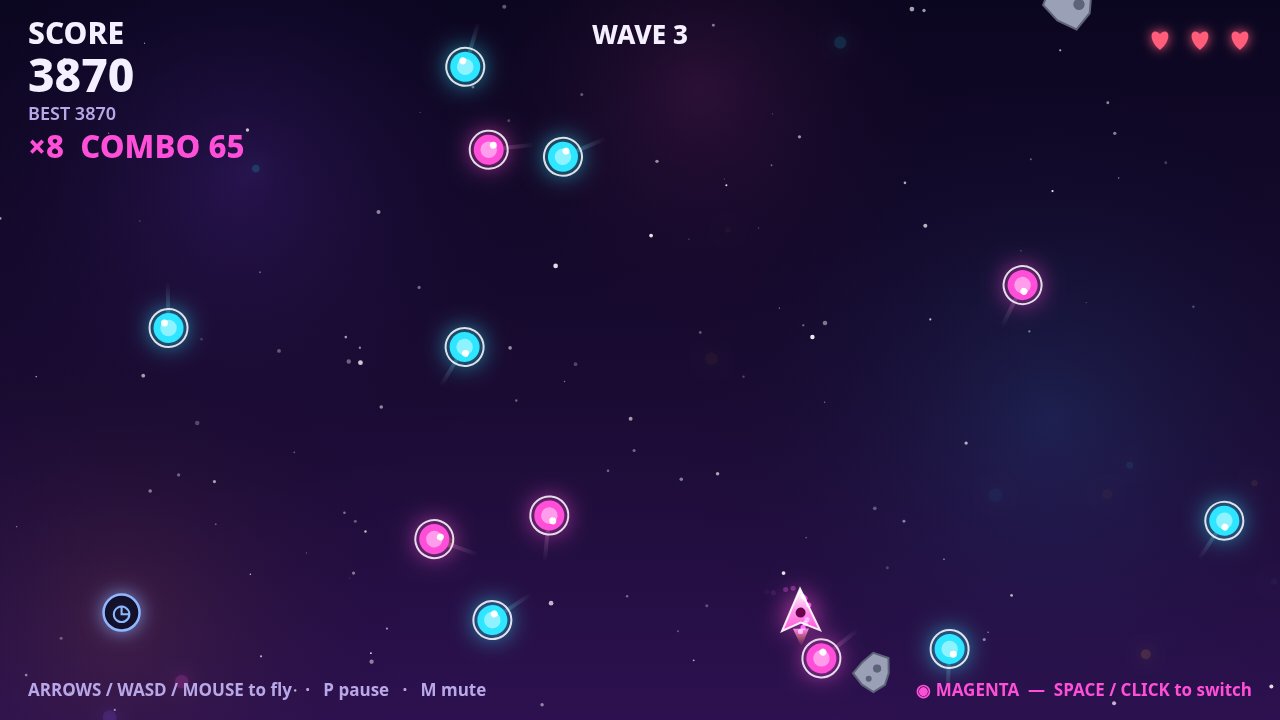 SCORE
3870
BEST 3870
×8 COMBO 65
WAVE 3
ARROWS / WASD / MOUSE to fly · P pause · M mute
◉ MAGENTA — SPACE / CLICK to switch